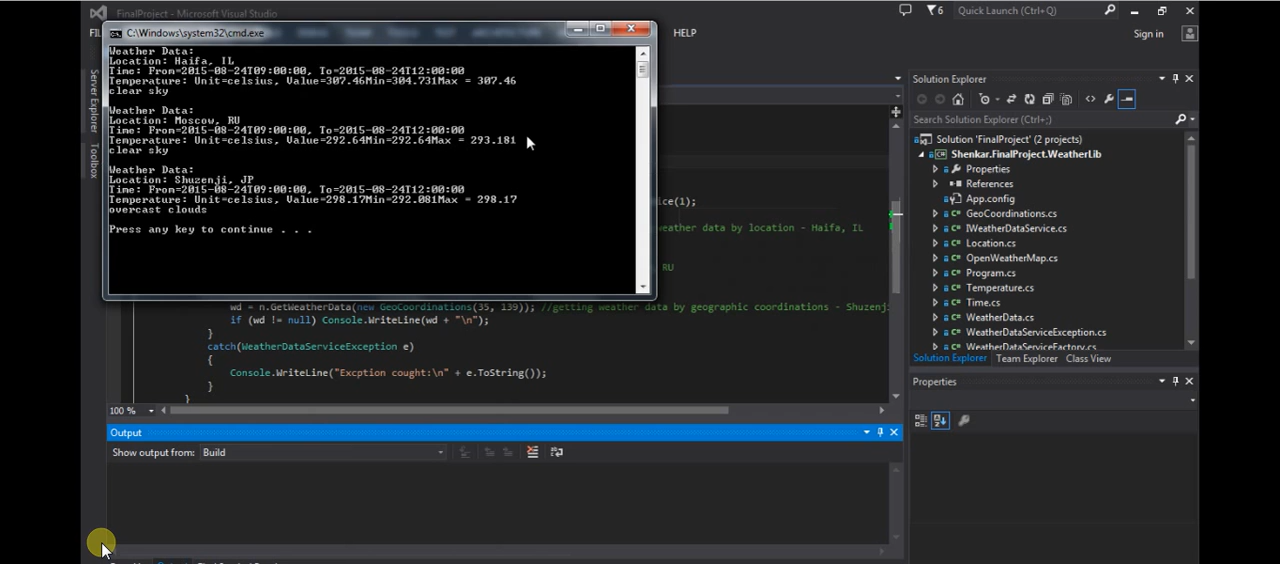 FinalProject - Microsoft Visual Studio
6
Quick Launch (Ctrl+Q)
HELP
Sign in
C:\Windows\system32\cmd.exe
Weather Data:
Location: Haifa, IL
Time: From=2015-08-24T09:00:00, To=2015-08-24T12:00:00
Temperature: Unit=celsius, Value=307.46Min=304.731Max = 307.46
clear sky
Weather Data:
Location: Moscow, RU
Time: From=2015-08-24T09:00:00, To=2015-08-24T12:00:00
Temperature: Unit=celsius, Value=292.64Min=292.64Max = 293.181
clear sky
Weather Data:
Location: Shuzenji, JP
Time: From=2015-08-24T09:00:00, To=2015-08-24T12:00:00
Temperature: Unit=celsius, Value=298.17Min=292.081Max = 298.17
overcast clouds
Press any key to continue . . .
Server Explorer
Toolbox
ice(1);
weather data by location - Haifa, IL
RU
wd = n.GetWeatherData(new GeoCoordinations(35, 139)); //getting weather data by geographic coordinations - Shuzenj
if (wd != null) Console.WriteLine(wd + "\n");
}
catch(WeatherDataServiceException e)
{
Console.WriteLine("Excption cought:\n" + e.ToString());
}
}
100 %
Output
Show output from: Build
Solution Explorer
Search Solution Explorer (Ctrl+;)
Solution 'FinalProject' (2 projects)
Shenkar.FinalProject.WeatherLib
Properties
References
App.config
GeoCoordinations.cs
IWeatherDataService.cs
Location.cs
OpenWeatherMap.cs
Program.cs
Temperature.cs
Time.cs
WeatherData.cs
WeatherDataServiceException.cs
WeatherDataServiceFactory.cs
Solution Explorer Team Explorer Class View
Properties